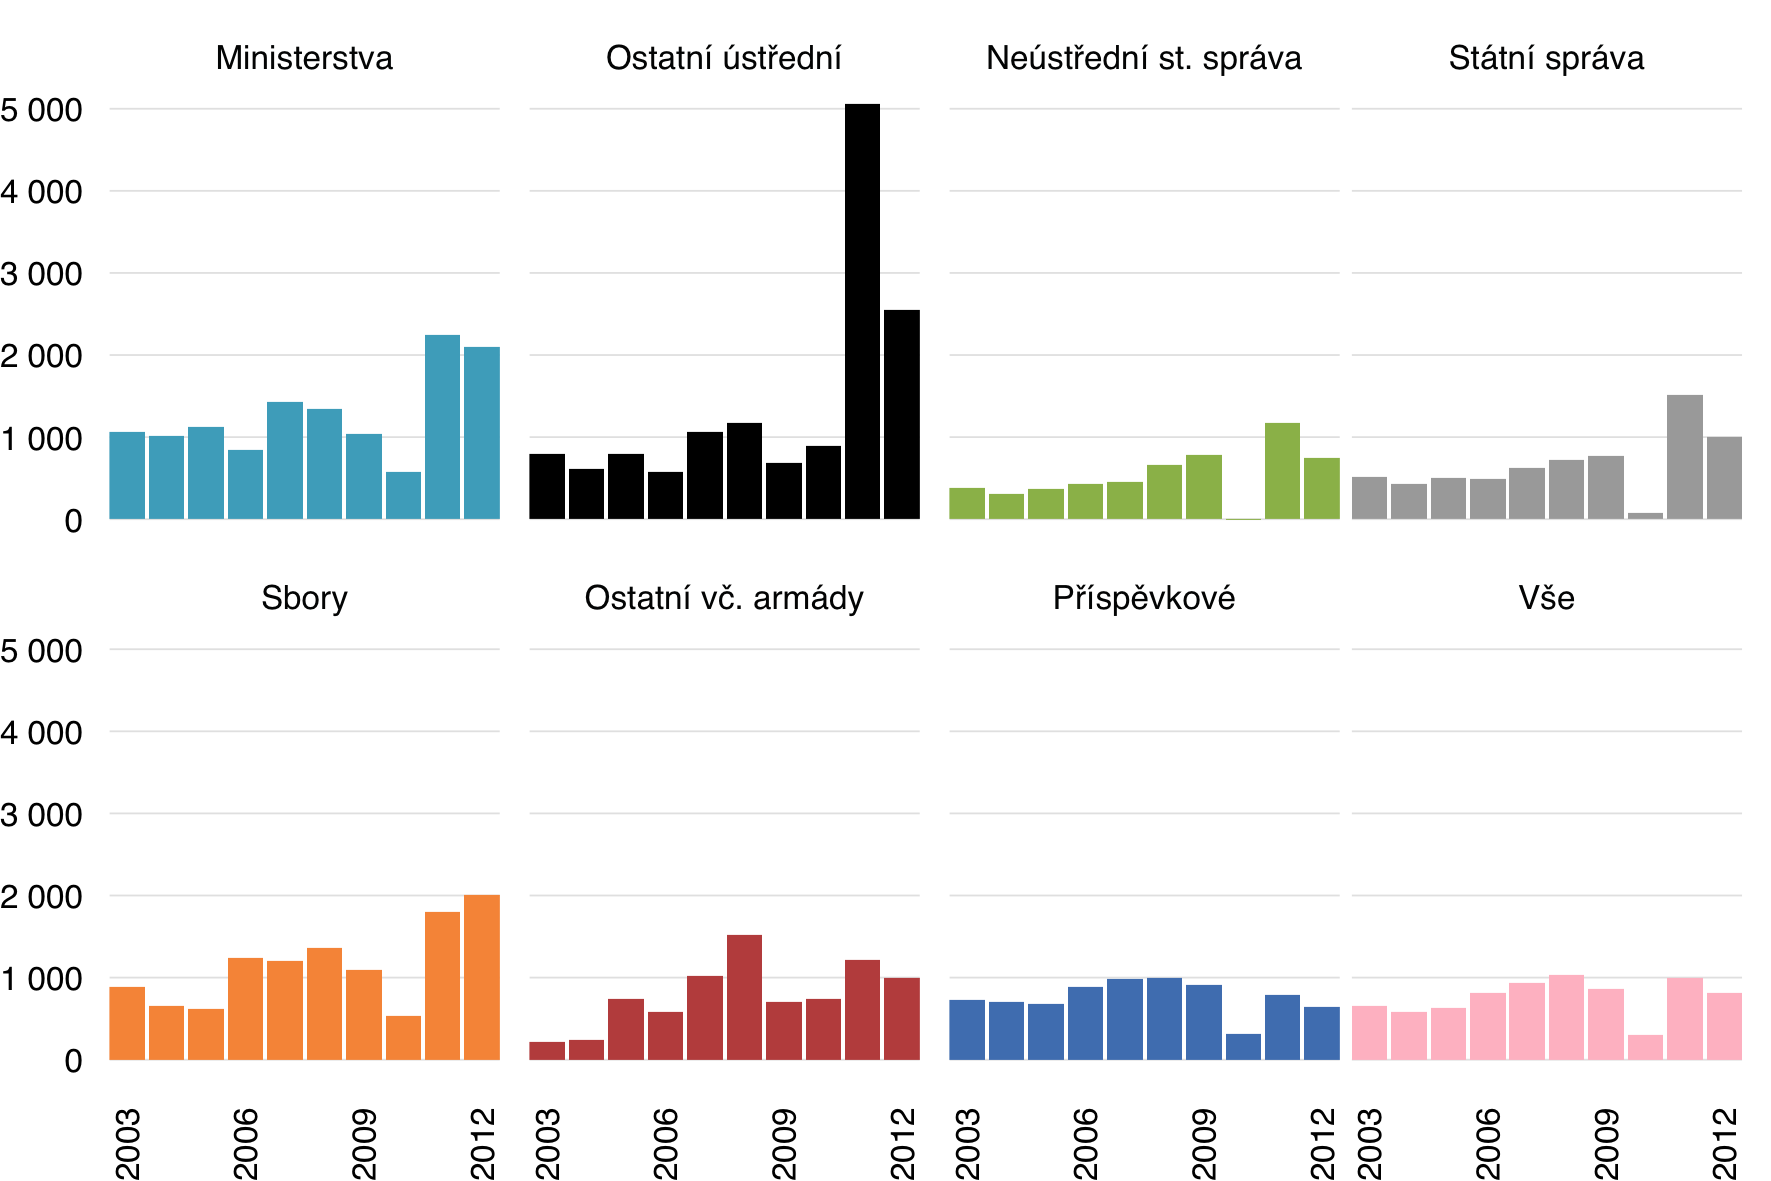 Ministerstva
Ostatní ústřední
Neústřední st. správa
Státní správa
5 000
4 000
3 000
2 000
1 000
0
Sbory
Ostatní vč. armády
Příspěvkové
Vše
5 000
4 000
3 000
2 000
1 000
0
2003 2006 2009 2012
2003 2006 2009 2012
2003 2006 2009 2012
2003 2006 2009 2012